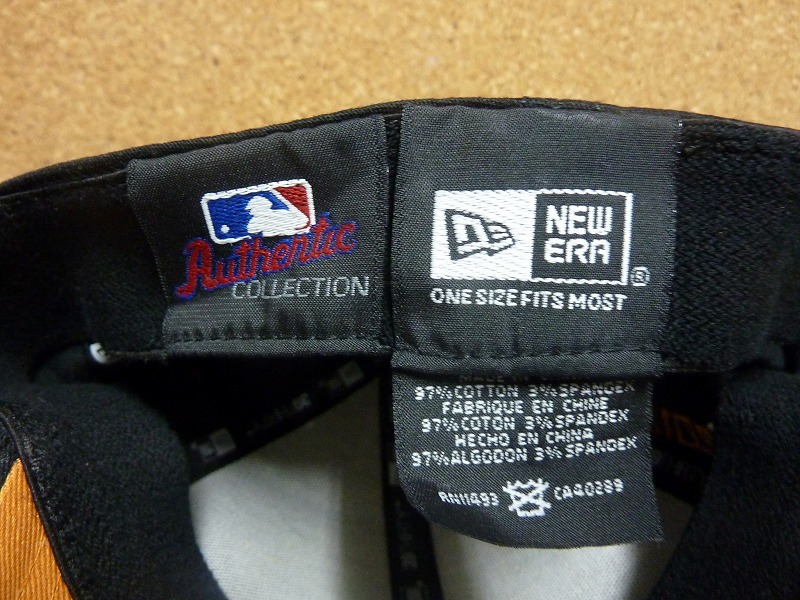 Authentic
COLLECTION
NEW
ERA
®
ONE SIZE FITS MOST
97% COTTON 3% SPANDEX
FABRIQUE EN CHINE
97% COTON 3% SPANDEX
HECHO EN CHINA
97% ALGODON 3% SPANDEX
RN11493 CA40289